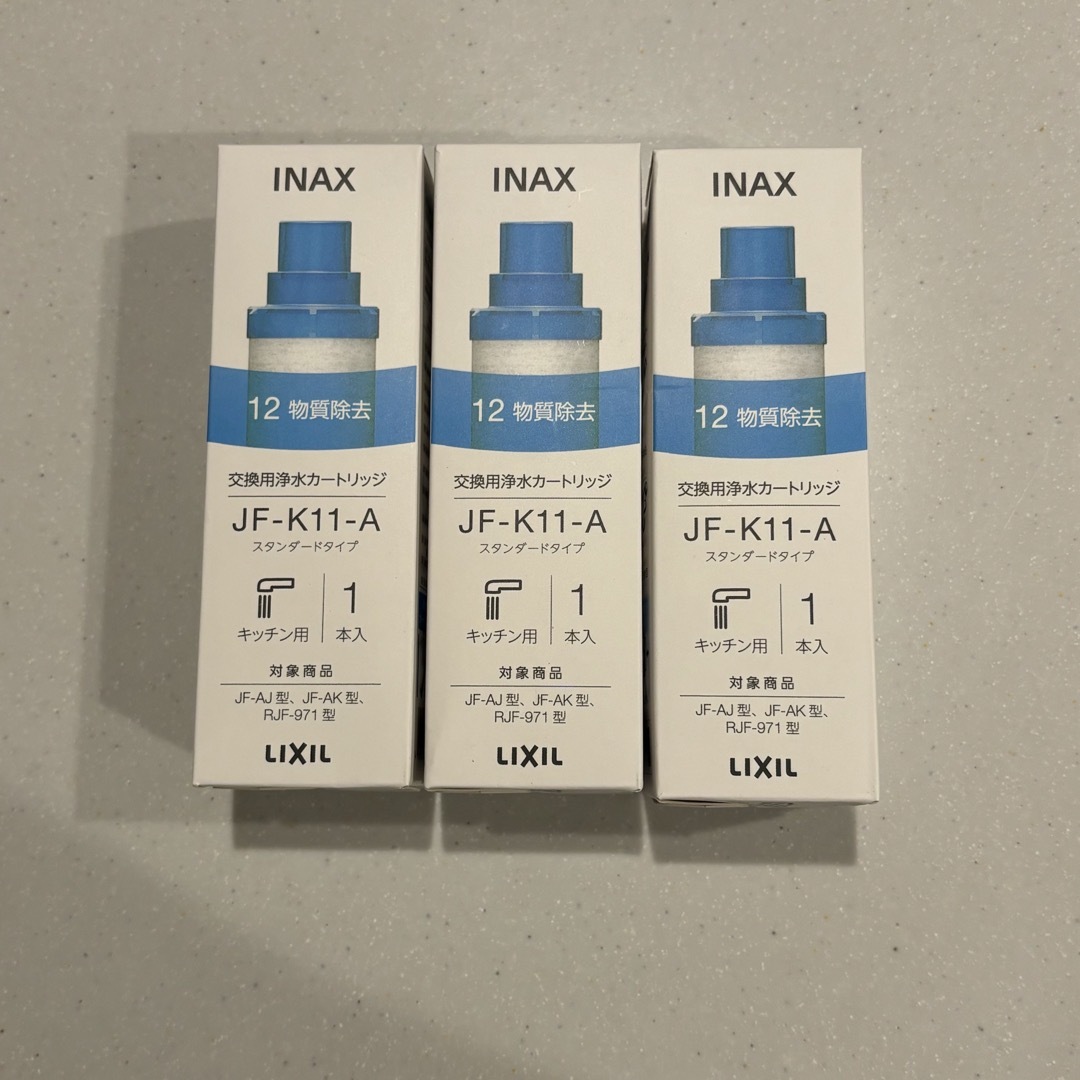 INAX
12 物質除去
交換用浄水カートリッジ
JF-K11-A
スタンダードタイプ
キッチン用
1
本入
対象商品
JF-AJ 型、JF-AK 型、
RJF-971 型
LIXIL
INAX
12 物質除去
交換用浄水カートリッジ
JF-K11-A
スタンダードタイプ
キッチン用
1
本入
対象商品
JF-AJ 型、JF-AK 型、
RJF-971 型
LIXIL
INAX
12 物質除去
交換用浄水カートリッジ
JF-K11-A
スタンダードタイプ
キッチン用
1
本入
対象商品
JF-AJ 型、JF-AK 型、
RJF-971 型
LIXIL